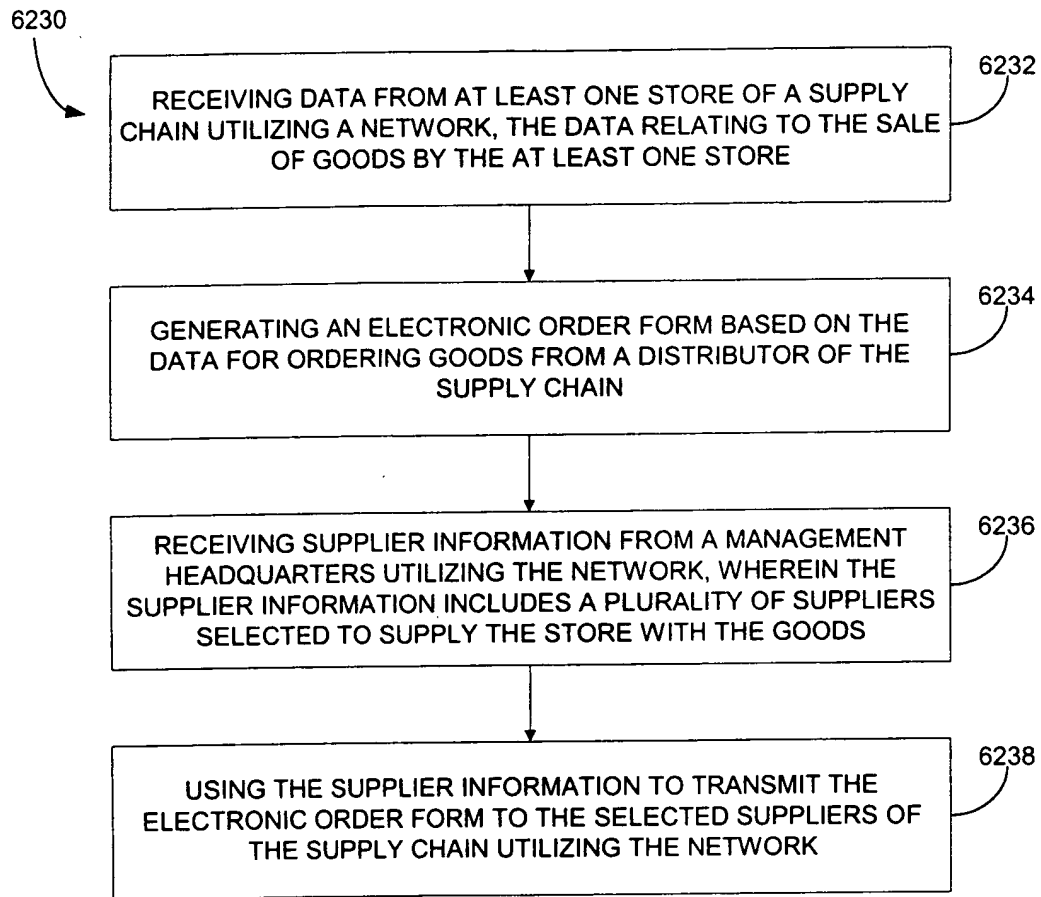 6230
6232
RECEIVING DATA FROM AT LEAST ONE STORE OF A SUPPLY
CHAIN UTILIZING A NETWORK, THE DATA RELATING TO THE SALE
OF GOODS BY THE AT LEAST ONE STORE
6234
GENERATING AN ELECTRONIC ORDER FORM BASED ON THE
DATA FOR ORDERING GOODS FROM A DISTRIBUTOR OF THE
SUPPLY CHAIN
6236
RECEIVING SUPPLIER INFORMATION FROM A MANAGEMENT
HEADQUARTERS UTILIZING THE NETWORK, WHEREIN THE
SUPPLIER INFORMATION INCLUDES A PLURALITY OF SUPPLIERS
SELECTED TO SUPPLY THE STORE WITH THE GOODS
6238
USING THE SUPPLIER INFORMATION TO TRANSMIT THE
ELECTRONIC ORDER FORM TO THE SELECTED SUPPLIERS OF
THE SUPPLY CHAIN UTILIZING THE NETWORK